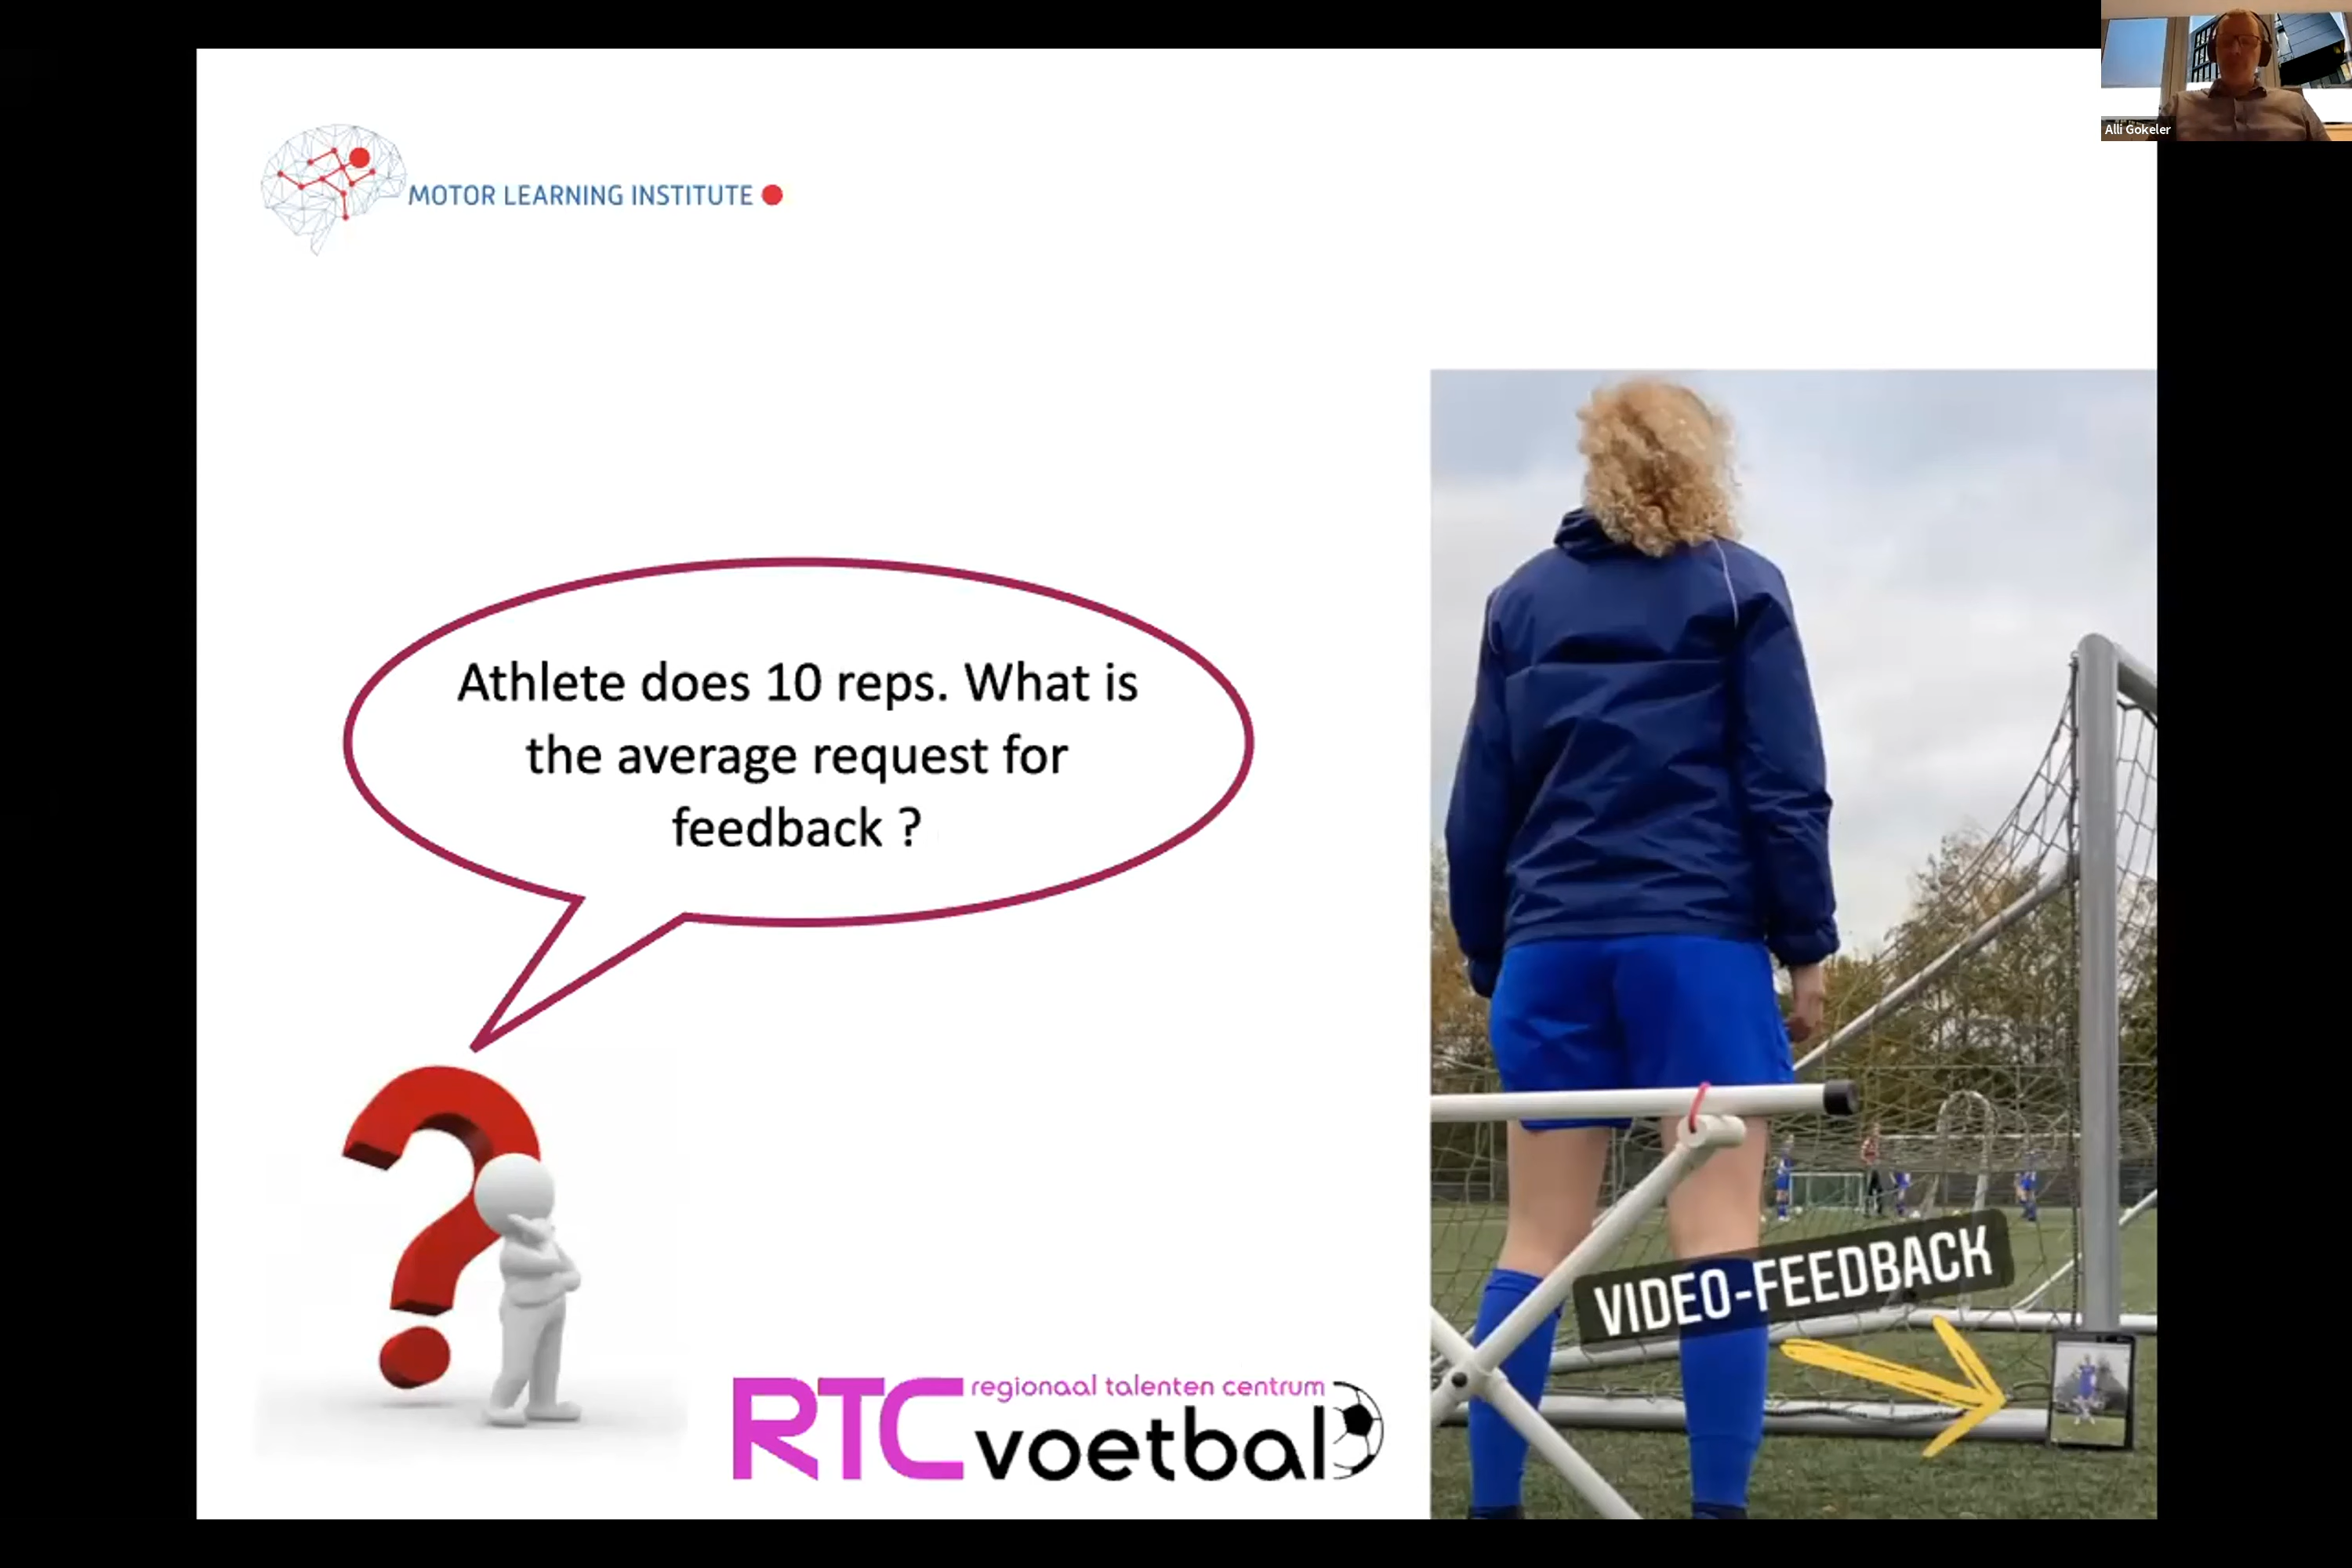 Alli Gokeler
MOTOR LEARNING INSTITUTE
Athlete does 10 reps. What is
the average request for
feedback ?
VIDEO-FEEDBACK
RTC regionaal talenten centrum
voetbal